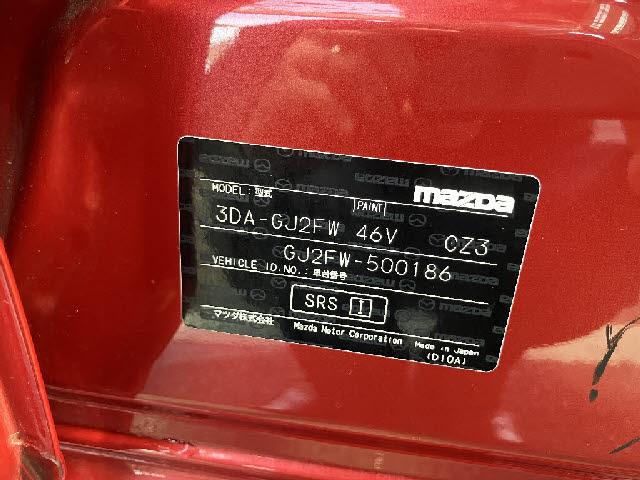 mazda
MODEL:型式 PAINT
3DA-GJ2FW 46V CZ3
GJ2FW-500186
VEHICLE ID.NO.:車台番号
SRS I
マツダ株式会社 Mazda Motor Corporation Made in Japan
(D10A)